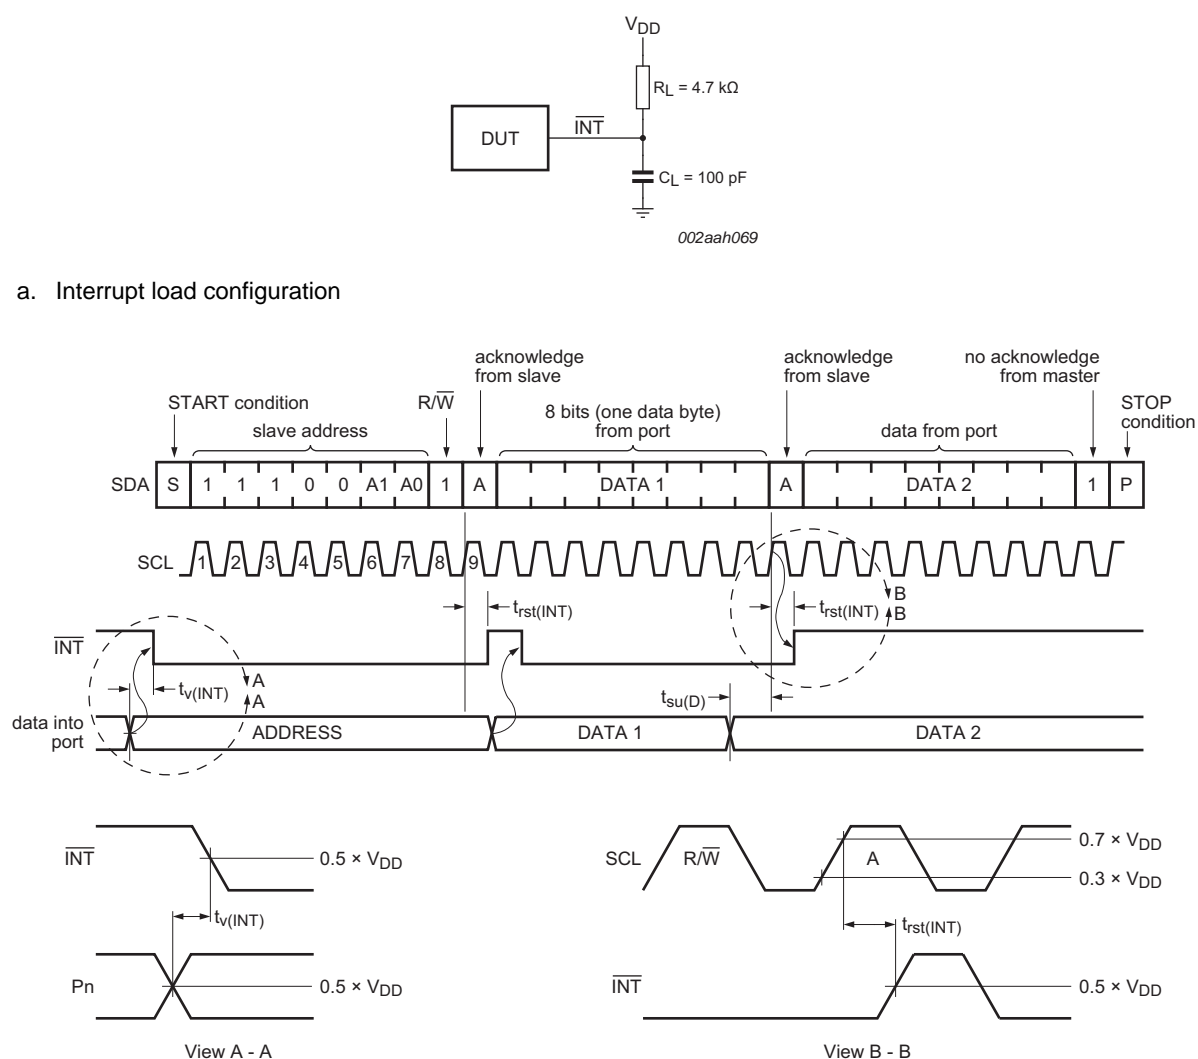 VDD
RL = 4.7 kΩ
DUT
INT
CL = 100 pF
002aah069
a. Interrupt load configuration
acknowledge
from slave
acknowledge
from slave
no acknowledge
from master
START condition
R/W
8 bits (one data byte)
from port
STOP
condition
slave address
data from port
SDA S 1 1 1 0 0 A1 A0 1 A DATA 1 A DATA 2 1 P
SCL 1 2 3 4 5 6 7 8 9
B
B
trst(INT)
trst(INT)
INT
A
A
tv(INT)
tsu(D)
data into
port
ADDRESS DATA 1 DATA 2
INT
0.5 × VDD
tv(INT)
Pn
0.5 × VDD
View A - A
SCL R/W A
0.7 × VDD
0.3 × VDD
trst(INT)
INT
0.5 × VDD
View B - B